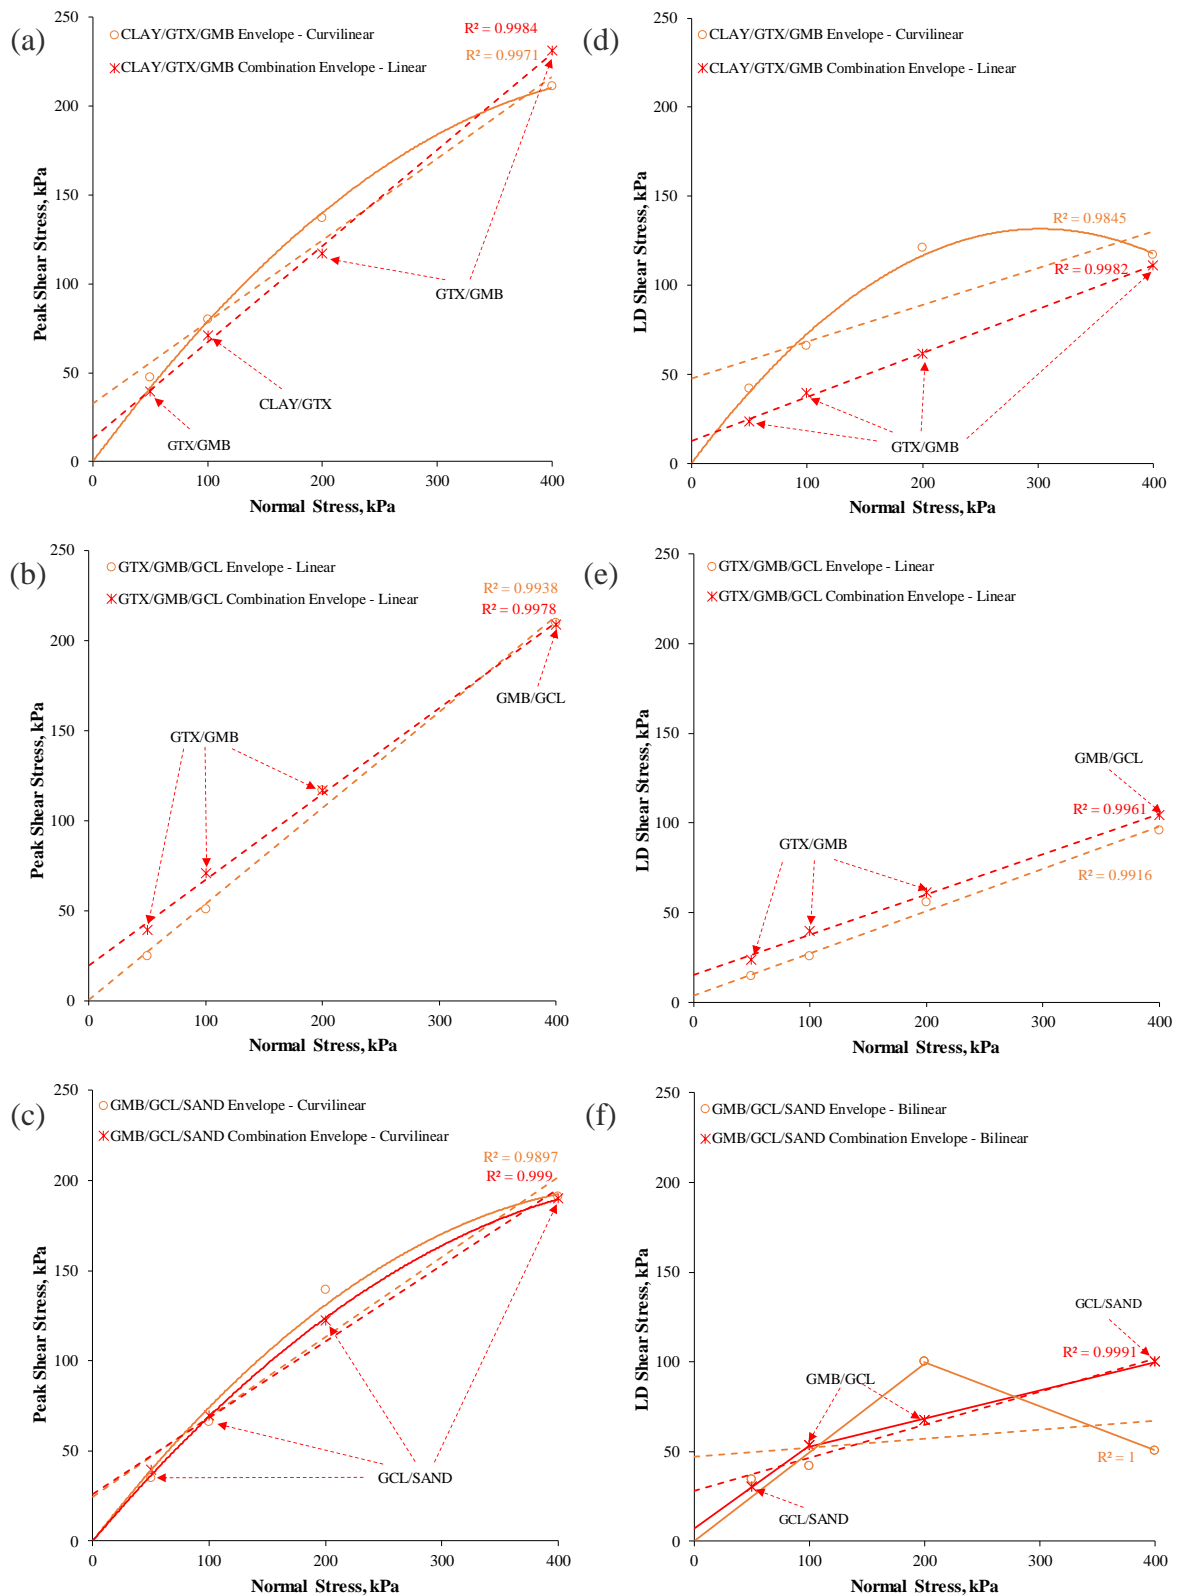 (a)
250
200
150
100
50
0
0 100 200 300 400
Peak Shear Stress, kPa
Normal Stress, kPa
CLAY/GTX/GMB Envelope - Curvilinear
CLAY/GTX/GMB Combination Envelope - Linear
R² = 0.9984
R² = 0.9971
GTX/GMB
CLAY/GTX
GTX/GMB
(d)
250
200
150
100
50
0
0 100 200 300 400
LD Shear Stress, kPa
Normal Stress, kPa
CLAY/GTX/GMB Envelope - Curvilinear
CLAY/GTX/GMB Combination Envelope - Linear
R² = 0.9845
R² = 0.9982
GTX/GMB
(b)
250
200
150
100
50
0
0 100 200 300 400
Peak Shear Stress, kPa
Normal Stress, kPa
GTX/GMB/GCL Envelope - Linear
GTX/GMB/GCL Combination Envelope - Linear
R² = 0.9938
R² = 0.9978
GMB/GCL
GTX/GMB
(e)
250
200
150
100
50
0
0 100 200 300 400
LD Shear Stress, kPa
Normal Stress, kPa
GTX/GMB/GCL Envelope - Linear
GTX/GMB/GCL Combination Envelope - Linear
GMB/GCL
R² = 0.9961
GTX/GMB
R² = 0.9916
(c)
250
200
150
100
50
0
0 100 200 300 400
Peak Shear Stress, kPa
Normal Stress, kPa
GMB/GCL/SAND Envelope - Curvilinear
GMB/GCL/SAND Combination Envelope - Curvilinear
R² = 0.9897
R² = 0.999
GCL/SAND
(f)
250
200
150
100
50
0
0 100 200 300 400
LD Shear Stress, kPa
Normal Stress, kPa
GMB/GCL/SAND Envelope - Bilinear
GMB/GCL/SAND Combination Envelope - Bilinear
GCL/SAND
R² = 0.9991
GMB/GCL
R² = 1
GCL/SAND